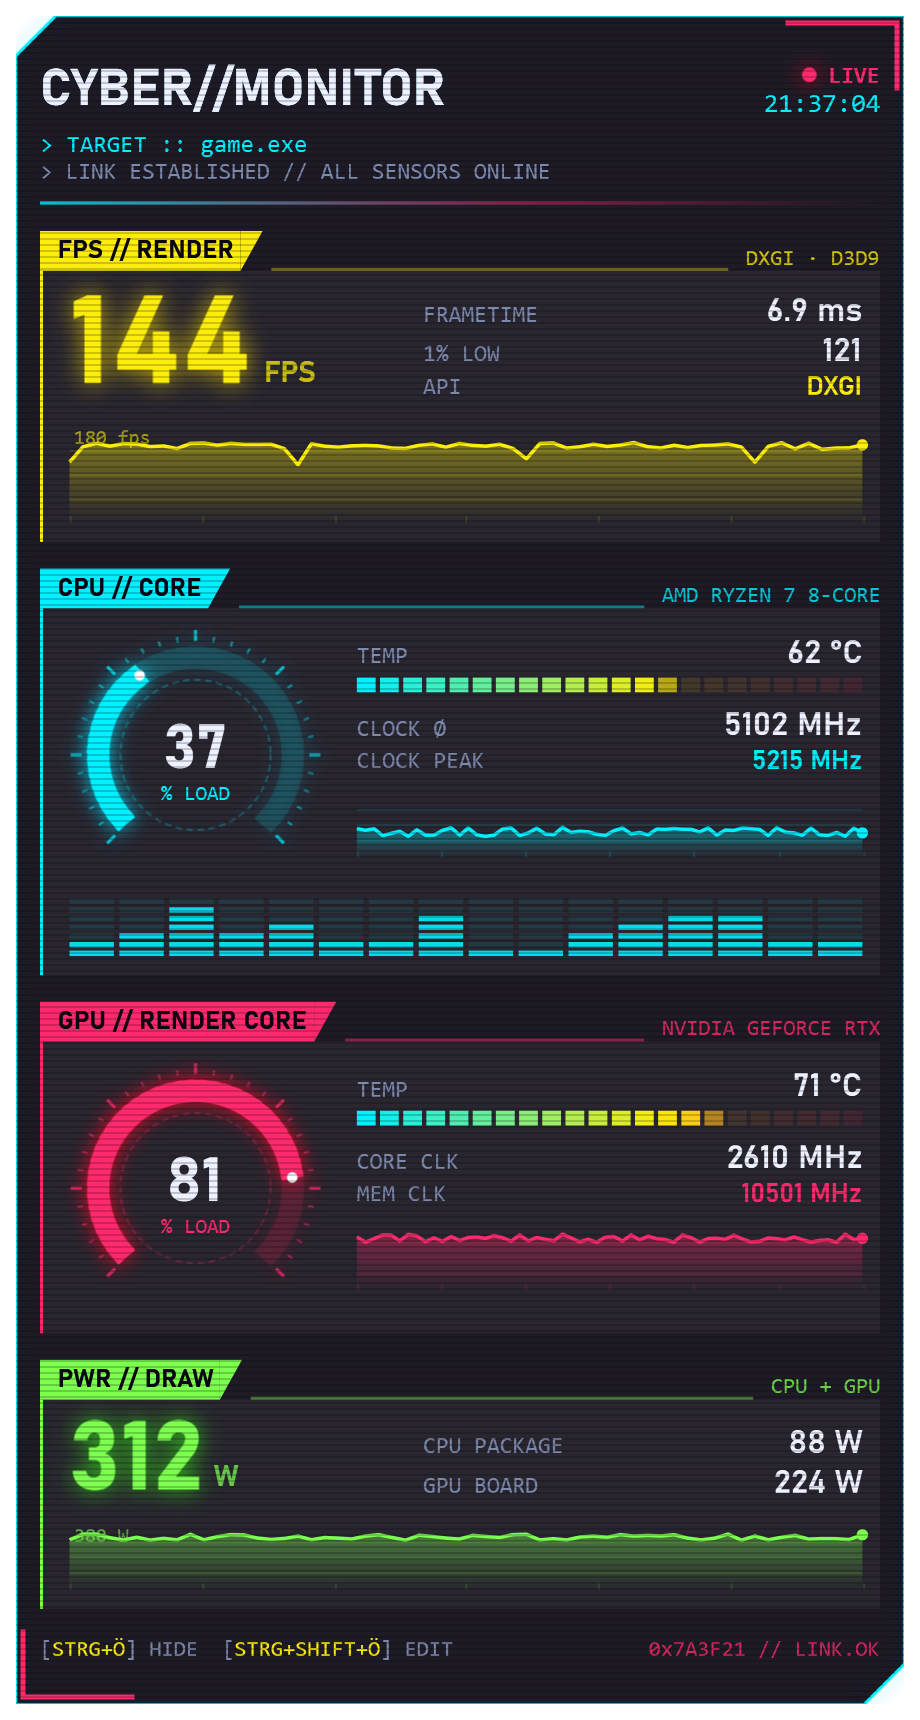 CYBER//MONITOR
LIVE
21:37:04
> TARGET :: game.exe
> LINK ESTABLISHED // ALL SENSORS ONLINE
FPS // RENDER
DXGI · D3D9
144 FPS
FRAMETIME 6.9 ms
1% LOW 121
API DXGI
180 fps
CPU // CORE
AMD RYZEN 7 8-CORE
37
% LOAD
TEMP 62 °C
CLOCK Ø 5102 MHz
CLOCK PEAK 5215 MHz
GPU // RENDER CORE
NVIDIA GEFORCE RTX
81
% LOAD
TEMP 71 °C
CORE CLK 2610 MHz
MEM CLK 10501 MHz
PWR // DRAW
CPU + GPU
312 W
CPU PACKAGE 88 W
GPU BOARD 224 W
380 W
[STRG+Ö] HIDE [STRG+SHIFT+Ö] EDIT
0x7A3F21 // LINK.OK